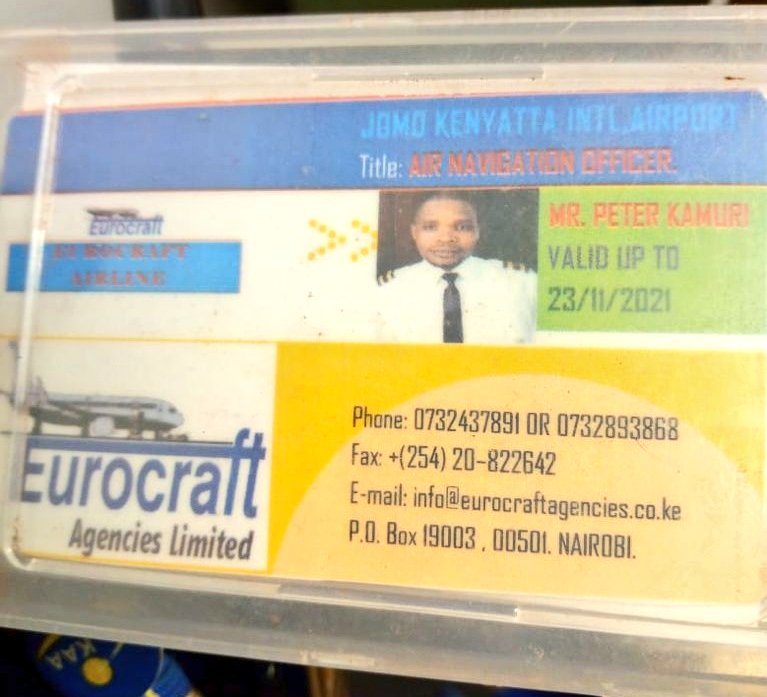 JOMO KENYATTA INTL.AIRPORT
Title: AIR NAVIGATION OFFICER.
Eurocraft
EUROCRAFT
AIRLINE
MR. PETER KAMURI
VALID UP TO
23/11/2021
Eurocraft
Agencies Limited
Phone: 0732437891 OR 0732893868
Fax: +(254) 20-822642
E-mail: info@eurocraftagencies.co.ke
P.O. Box 19003 , 00501. NAIROBI.
KAA